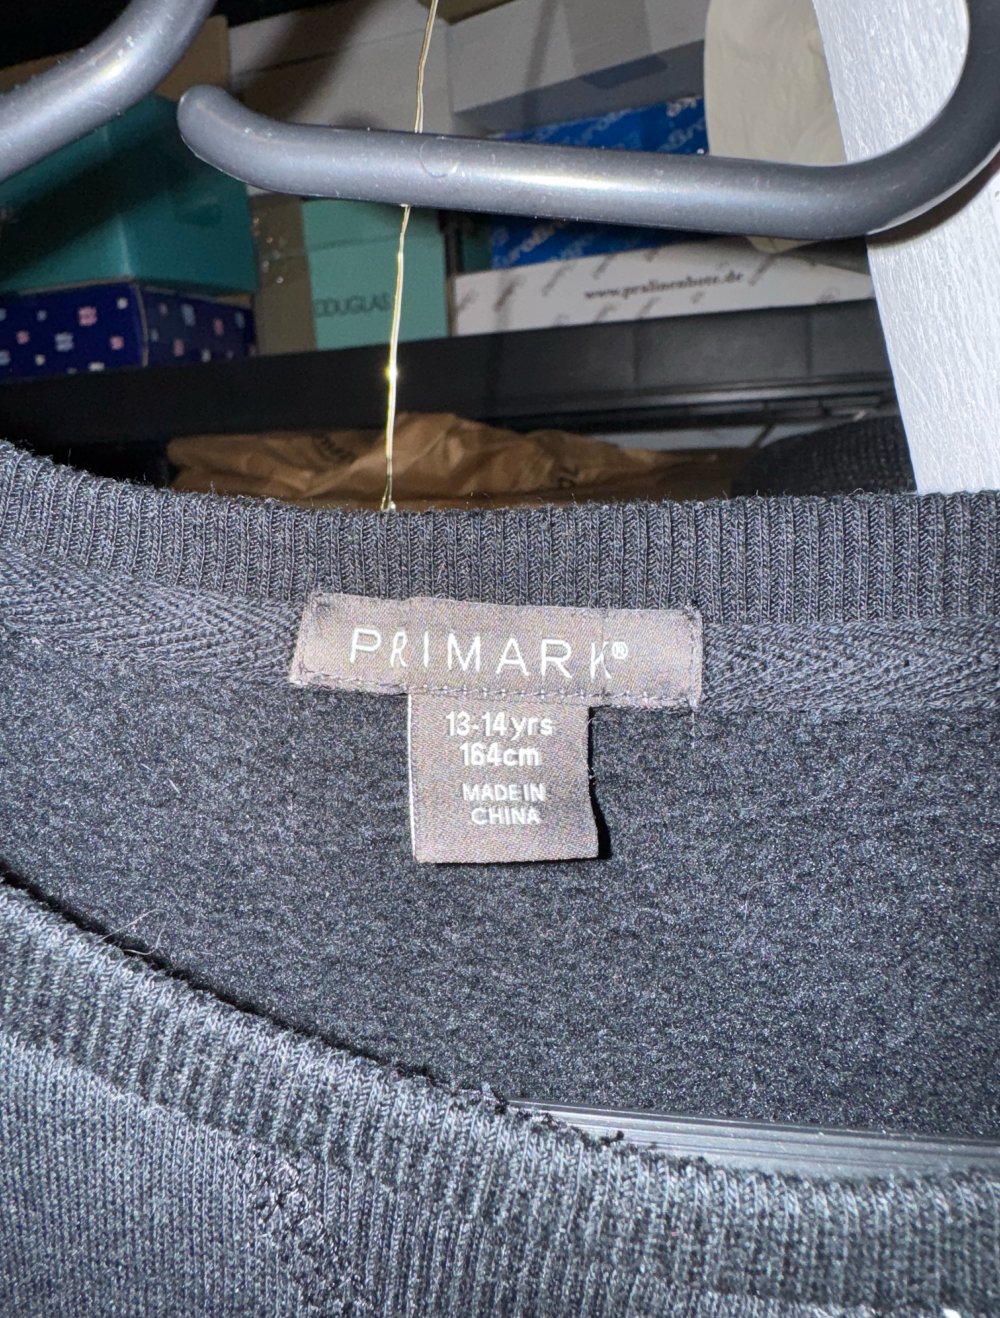 DOUGLAS
www.pralinenbote.de
PRIMARK®
13-14yrs
164cm
MADE IN
CHINA